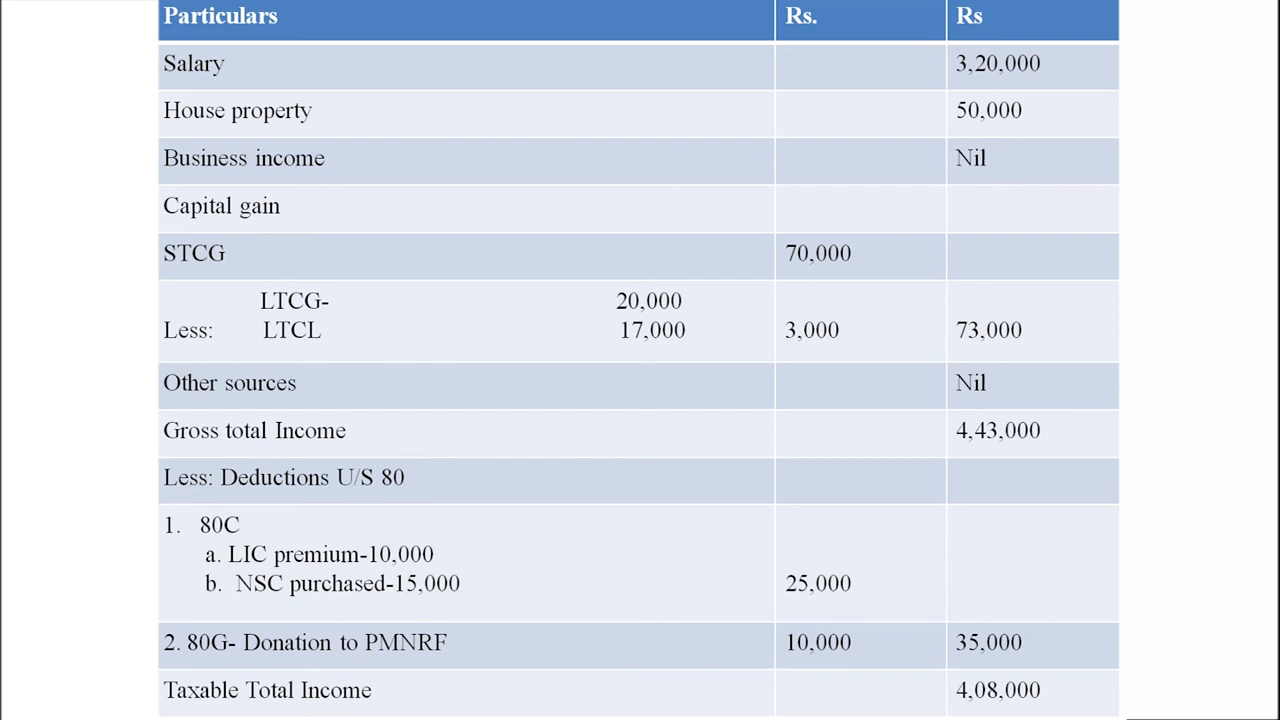 Particulars Rs. Rs
Salary 3,20,000
House property 50,000
Business income Nil
Capital gain
STCG 70,000
LTCG- 20,000
Less: LTCL 17,000 3,000 73,000
Other sources Nil
Gross total Income 4,43,000
Less: Deductions U/S 80
1. 80C
a. LIC premium-10,000
b. NSC purchased-15,000 25,000
2. 80G- Donation to PMNRF 10,000 35,000
Taxable Total Income 4,08,000